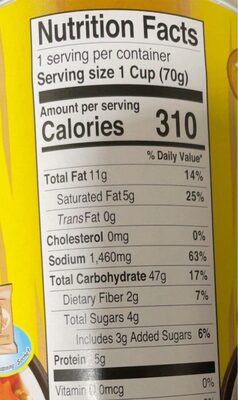 Nutrition Facts
1 serving per container
Serving size 1 Cup (70g)
Amount per serving
Calories 310
% Daily Value*
Total Fat 11g 14%
Saturated Fat 5g 25%
Trans Fat 0g
Cholesterol 0mg 0%
Sodium 1,460mg 63%
Total Carbohydrate 47g 17%
Dietary Fiber 2g 7%
Total Sugars 4g
Includes 3g Added Sugars 6%
Protein 5g
Vitamin D 0mcg 0%